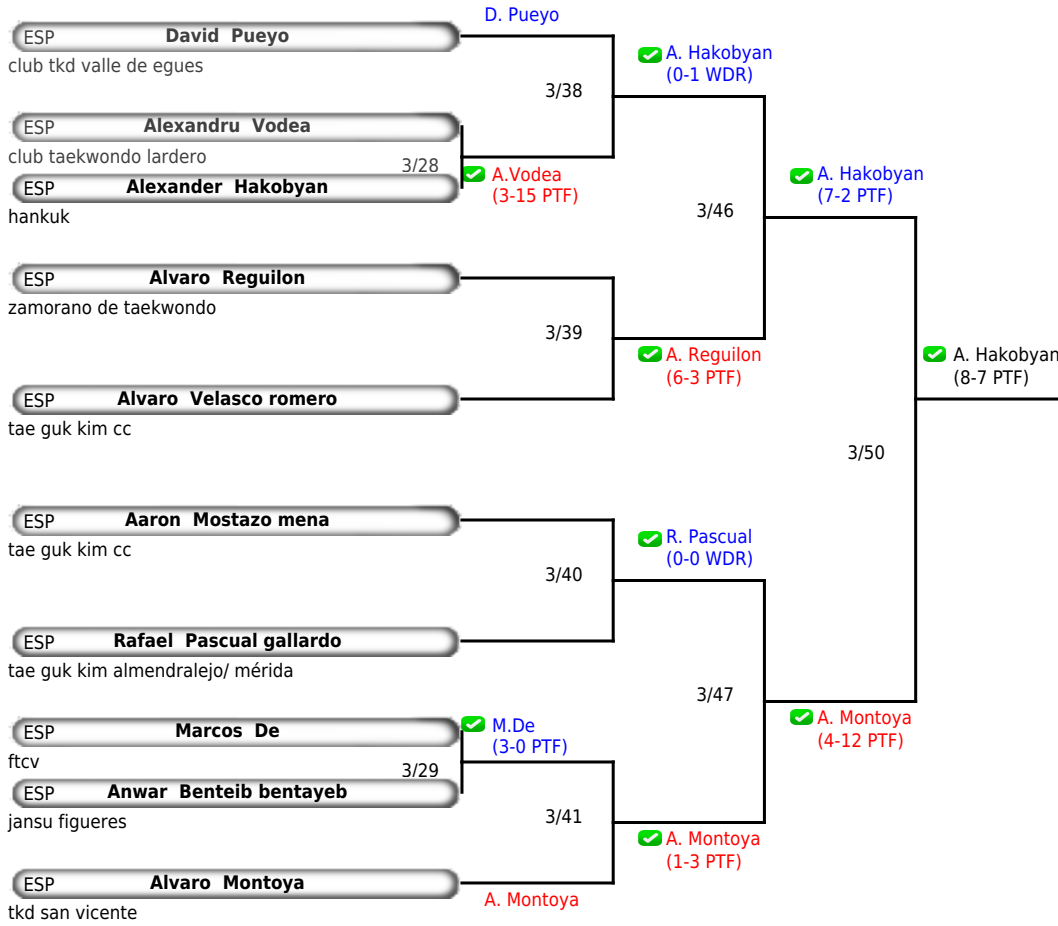 D. Pueyo
ESP David Pueyo
club tkd valle de egues
A. Hakobyan
(0-1 WDR)
3/38
ESP Alexandru Vodea
club taekwondo lardero
3/28
A.Vodea
(3-15 PTF)
ESP Alexander Hakobyan
hankuk
A. Hakobyan
(7-2 PTF)
3/46
ESP Alvaro Reguilon
zamorano de taekwondo
3/39
A. Reguilon
(6-3 PTF)
A. Hakobyan
(8-7 PTF)
ESP Alvaro Velasco romero
tae guk kim cc
3/50
ESP Aaron Mostazo mena
tae guk kim cc
R. Pascual
(0-0 WDR)
3/40
ESP Rafael Pascual gallardo
tae guk kim almendralejo/ mérida
3/47
A. Montoya
(4-12 PTF)
ESP Marcos De
ftcv
M.De
(3-0 PTF)
3/29
ESP Anwar Benteib bentayeb
jansu figueres
3/41
A. Montoya
(1-3 PTF)
ESP Alvaro Montoya
tkd san vicente
A. Montoya